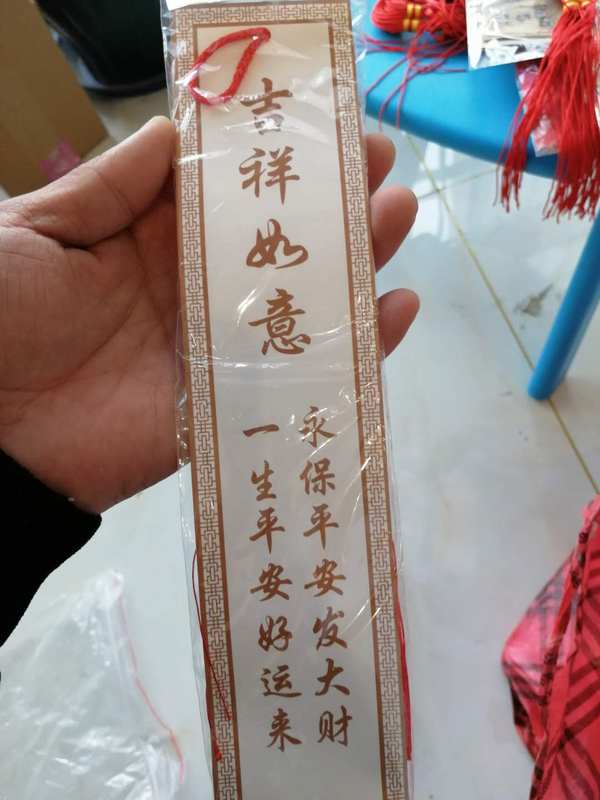 吉祥如意
永保平安发大财
一生平安好运来